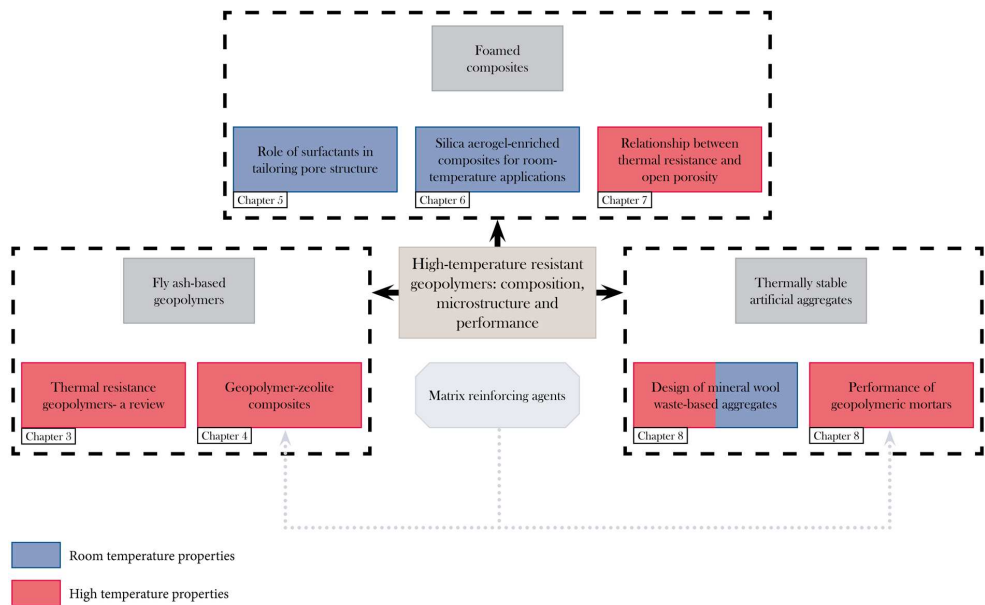 Foamed
composites
Role of surfactants in
tailoring pore structure
Chapter 5
Silica aerogel-enriched
composites for room-
temperature applications
Chapter 6
Relationship between
thermal resistance and
open porosity
Chapter 7
High-temperature resistant
geopolymers: composition,
microstructure and
performance
Fly ash-based
geopolymers
Thermal resistance
geopolymers- a review
Chapter 3
Geopolymer-zeolite
composites
Chapter 4
Matrix reinforcing agents
Thermally stable
artificial aggregates
Design of mineral wool
waste-based aggregates
Chapter 8
Performance of
geopolymeric mortars
Chapter 8
Room temperature properties
High temperature properties